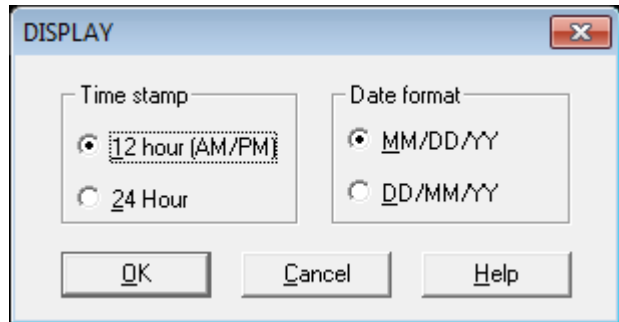 DISPLAY
Time stamp
12 hour (AM/PM)
24 Hour
Date format
MM/DD/YY
DD/MM/YY
OK
Cancel
Help